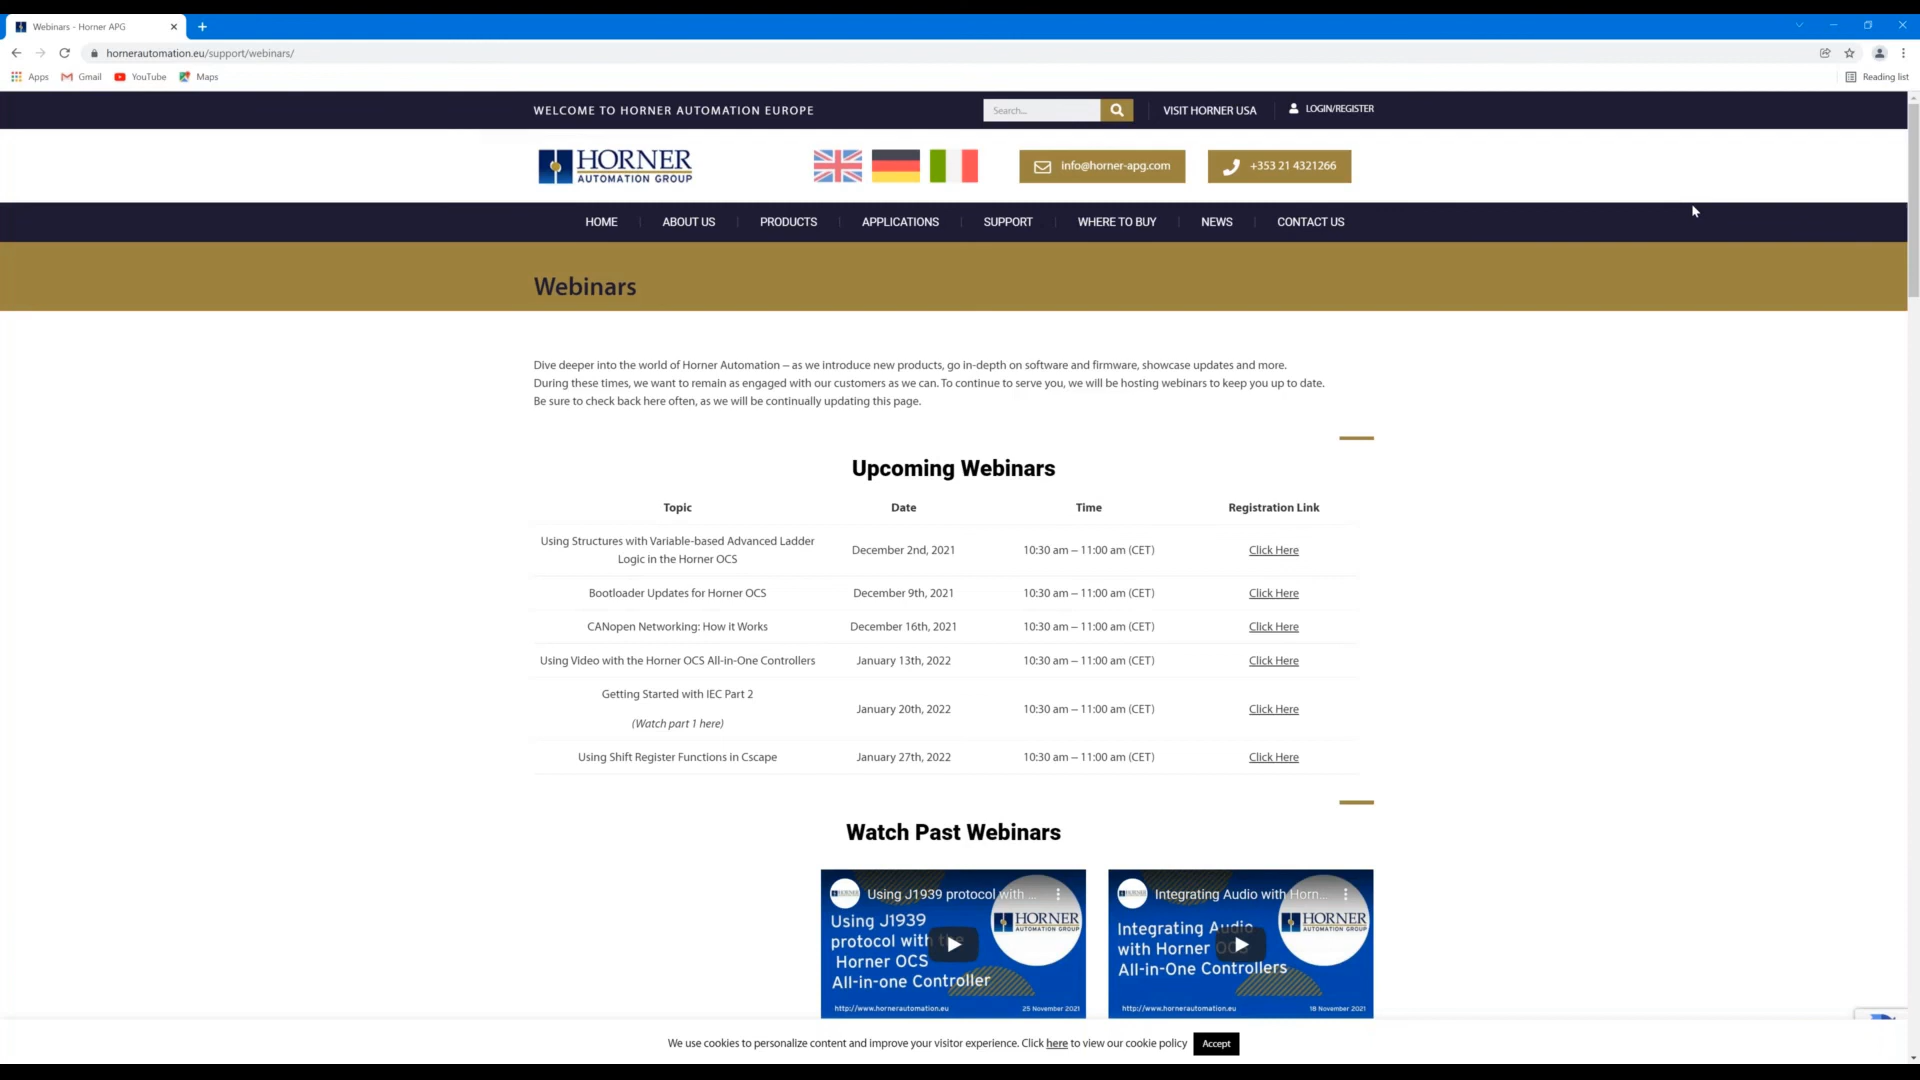 Webinars - Horner APG
hornerautomation.eu/support/webinars/
Apps Gmail YouTube Maps Reading list
WELCOME TO HORNER AUTOMATION EUROPE Search... VISIT HORNER USA LOGIN/REGISTER
HORNER
AUTOMATION GROUP
info@horner-apg.com +353 21 4321266
HOME ABOUT US PRODUCTS APPLICATIONS SUPPORT WHERE TO BUY NEWS CONTACT US
Webinars
Dive deeper into the world of Horner Automation – as we introduce new products, go in-depth on software and firmware, showcase updates and more.
During these times, we want to remain as engaged with our customers as we can. To continue to serve you, we will be hosting webinars to keep you up to date.
Be sure to check back here often, as we will be continually updating this page.
Upcoming Webinars
Topic Date Time Registration Link
Using Structures with Variable-based Advanced Ladder
Logic in the Horner OCS December 2nd, 2021 10:30 am – 11:00 am (CET) Click Here
Bootloader Updates for Horner OCS December 9th, 2021 10:30 am – 11:00 am (CET) Click Here
CANopen Networking: How it Works December 16th, 2021 10:30 am – 11:00 am (CET) Click Here
Using Video with the Horner OCS All-in-One Controllers January 13th, 2022 10:30 am – 11:00 am (CET) Click Here
Getting Started with IEC Part 2
(Watch part 1 here) January 20th, 2022 10:30 am – 11:00 am (CET) Click Here
Using Shift Register Functions in Cscape January 27th, 2022 10:30 am – 11:00 am (CET) Click Here
Watch Past Webinars
Using J1939 protocol with ...
Using J1939
protocol with the
Horner OCS
All-in-one Controller
HORNER
AUTOMATION GROUP
http://www.hornerautomation.eu 25 November 2021
Integrating Audio with Horn...
Integrating Audio
with Horner OCS
All-in-One Controllers
HORNER
AUTOMATION GROUP
http://www.hornerautomation.eu 18 November 2021
We use cookies to personalize content and improve your visitor experience. Click here to view our cookie policy Accept